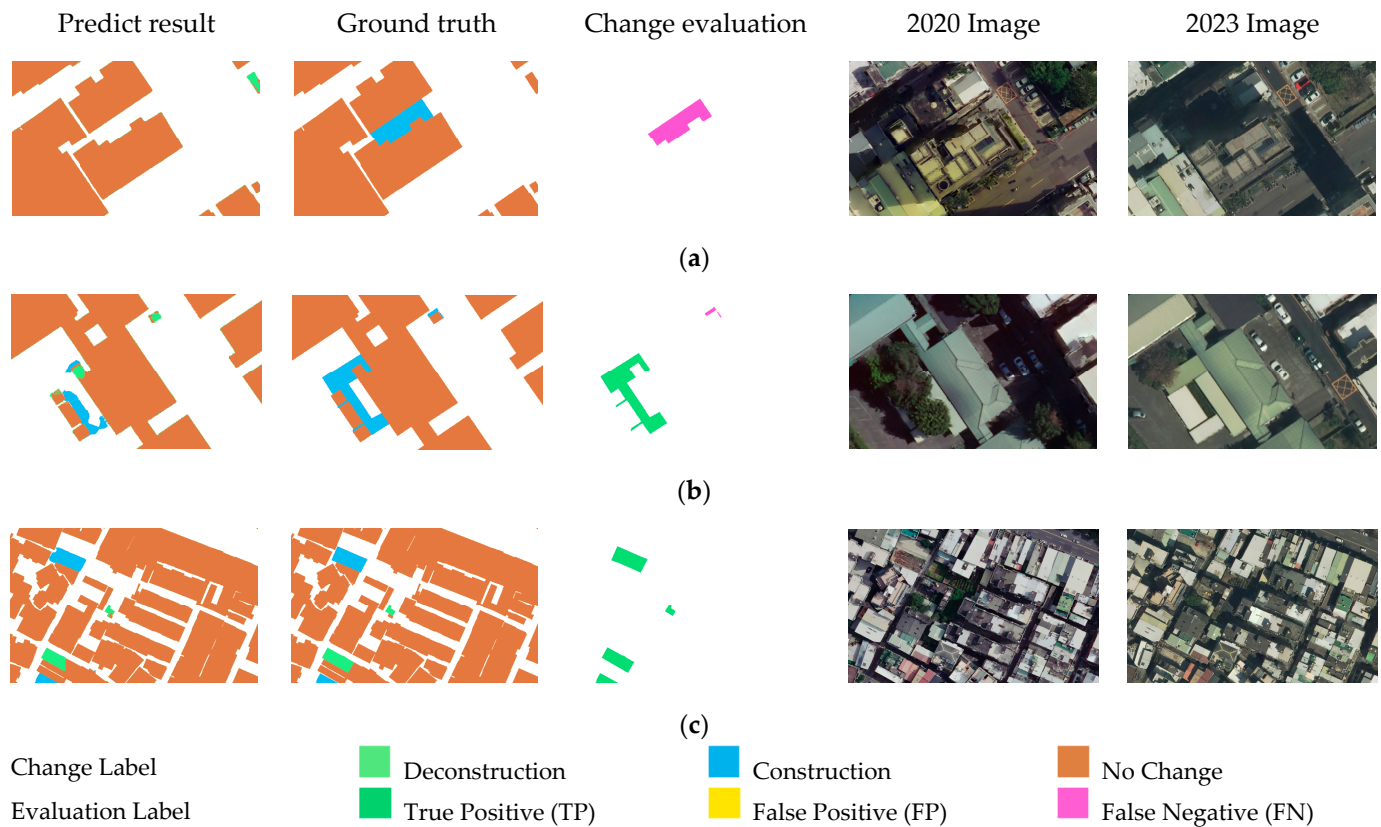 Predict result Ground truth Change evaluation 2020 Image 2023 Image
(a)
(b)
(c)
Change Label Deconstruction Construction No Change
Evaluation Label True Positive (TP) False Positive (FP) False Negative (FN)